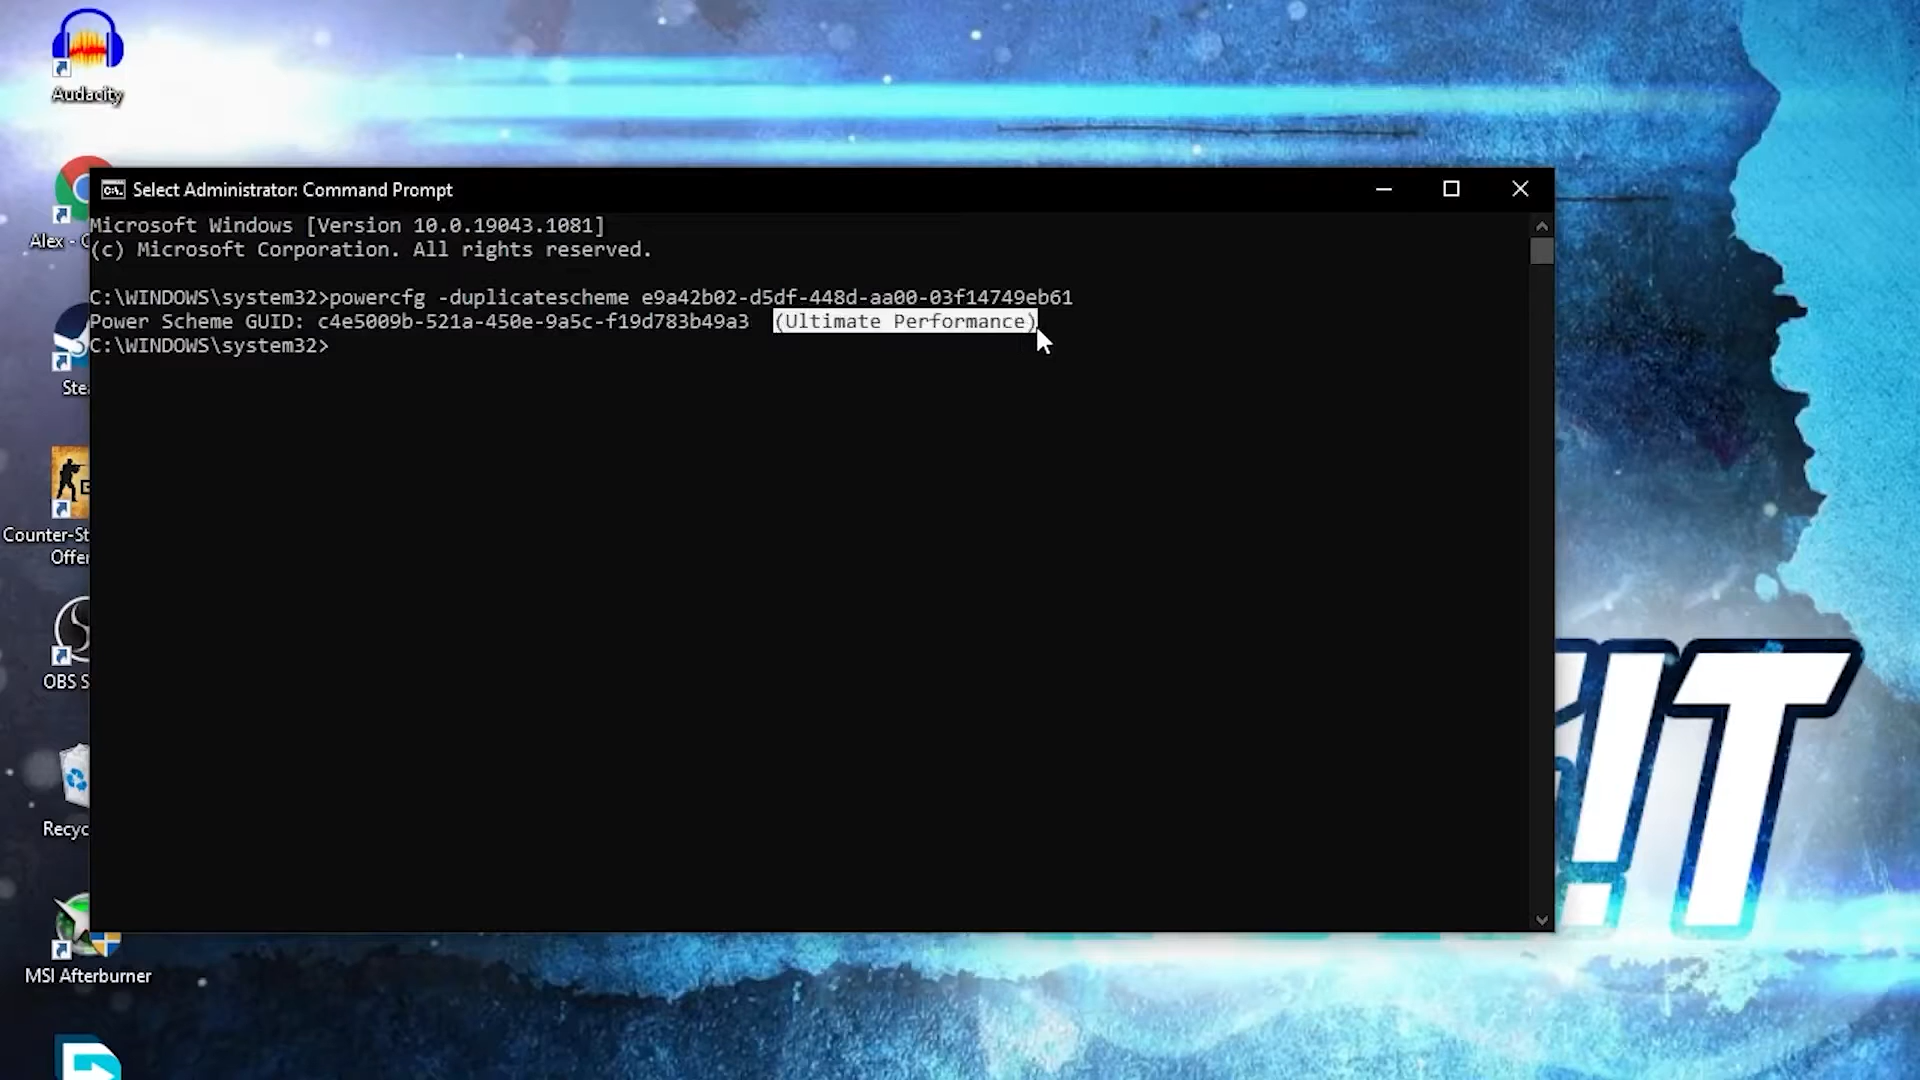 Audacity
Select Administrator: Command Prompt
Microsoft Windows [Version 10.0.19043.1081]
(c) Microsoft Corporation. All rights reserved.
C:\WINDOWS\system32>powercfg -duplicatescheme e9a42b02-d5df-448d-aa00-03f14749eb61
Power Scheme GUID: c4e5009b-521a-450e-9a5c-f19d783b49a3  (Ultimate Performance)
C:\WINDOWS\system32>
Alex - C
Stea
Counter-St
Offen
OBS S
Recyc
MSI Afterburner
!T